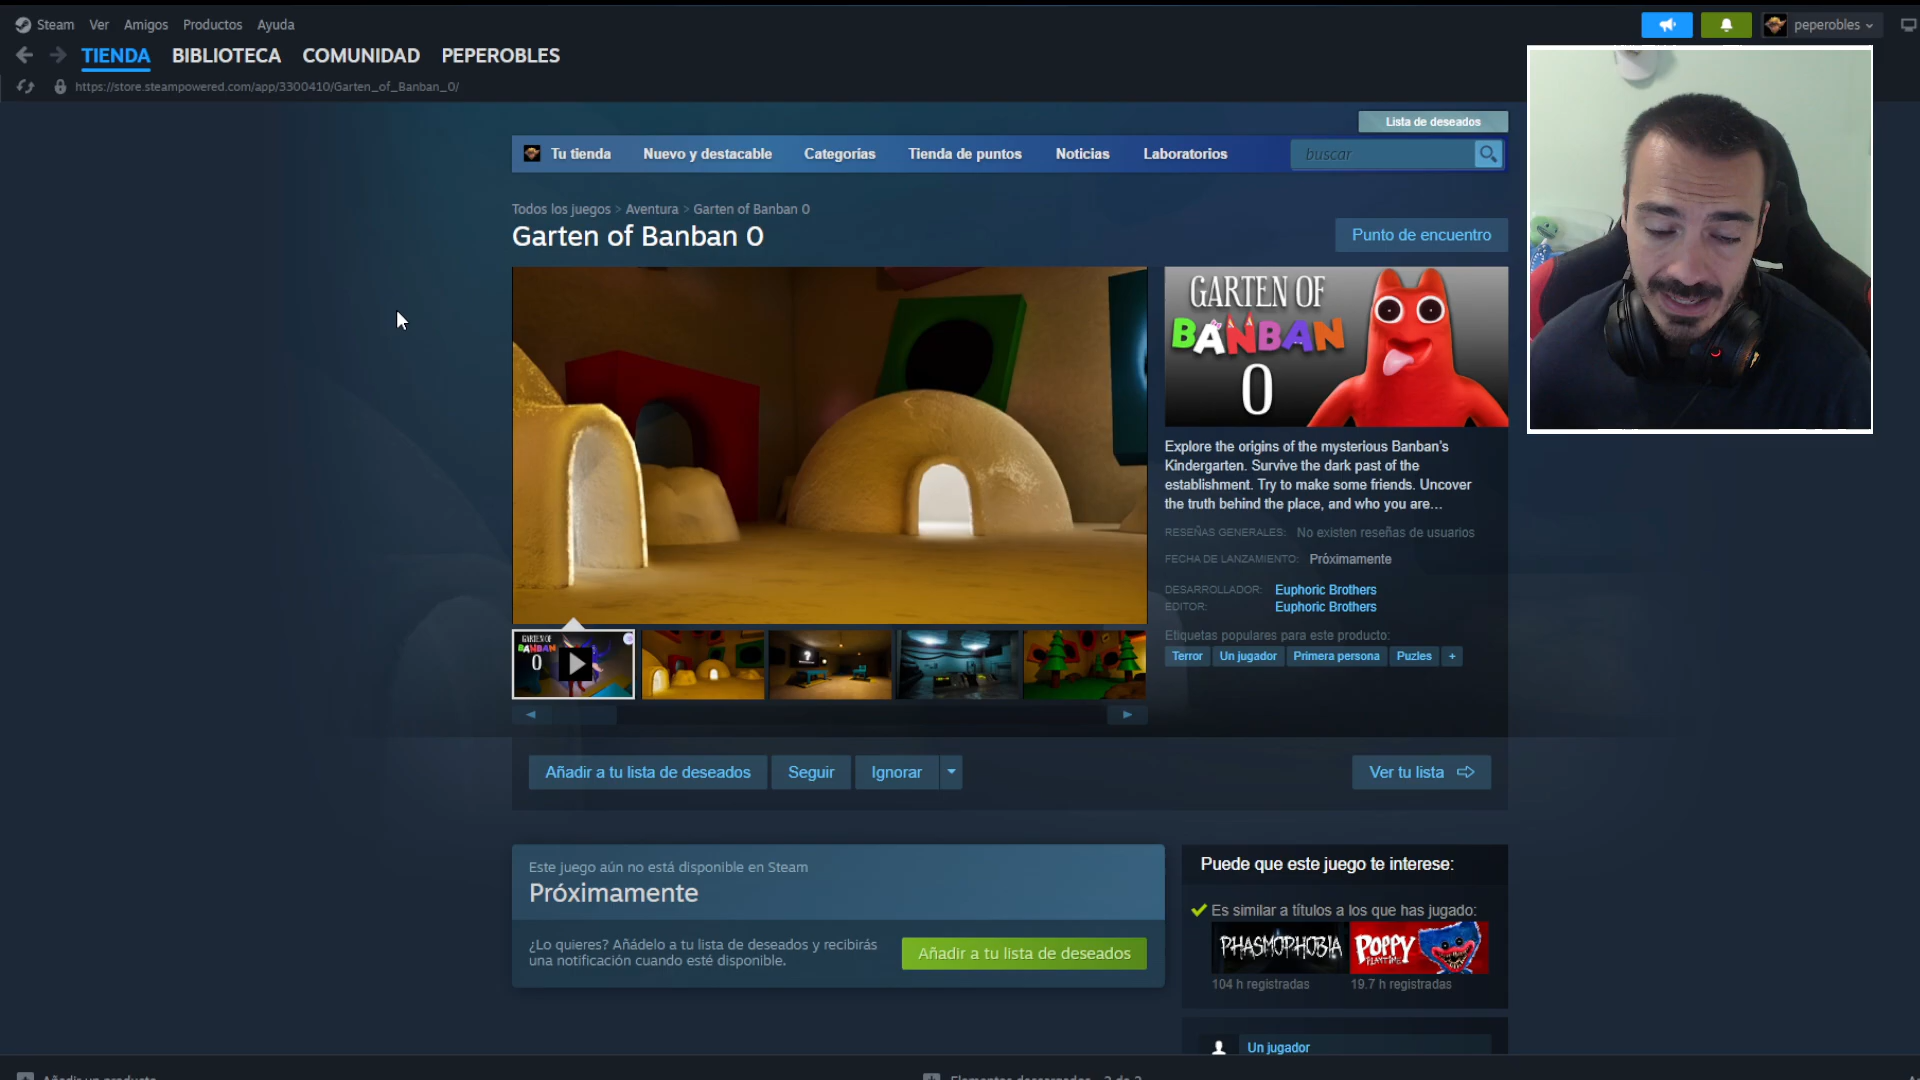 Steam Ver Amigos Productos Ayuda
peperobles
TIENDA BIBLIOTECA COMUNIDAD PEPEROBLES
https://store.steampowered.com/app/3300410/Garten_of_Banban_0/
Lista de deseados
Tu tienda Nuevo y destacable Categorías Tienda de puntos Noticias Laboratorios buscar
Todos los juegos > Aventura > Garten of Banban 0
Garten of Banban 0
Punto de encuentro
GARTEN OF
BANBAN
0
Explore the origins of the mysterious Banban's
Kindergarten. Survive the dark past of the
establishment. Try to make some friends. Uncover
the truth behind the place, and who you are...
RESEÑAS GENERALES: No existen reseñas de usuarios
FECHA DE LANZAMIENTO: Próximamente
DESARROLLADOR: Euphoric Brothers
EDITOR: Euphoric Brothers
Etiquetas populares para este producto:
Terror Un jugador Primera persona Puzles +
GARTEN OF
BANBAN
0
Añadir a tu lista de deseados Seguir Ignorar Ver tu lista
Este juego aún no está disponible en Steam
Próximamente
¿Lo quieres? Añádelo a tu lista de deseados y recibirás
una notificación cuando esté disponible.
Añadir a tu lista de deseados
Puede que este juego te interese:
Es similar a títulos a los que has jugado:
PHASMOPHOBIA POPPY
PLAYTIME
104 h registradas 19.7 h registradas
Un jugador
Añadir un producto